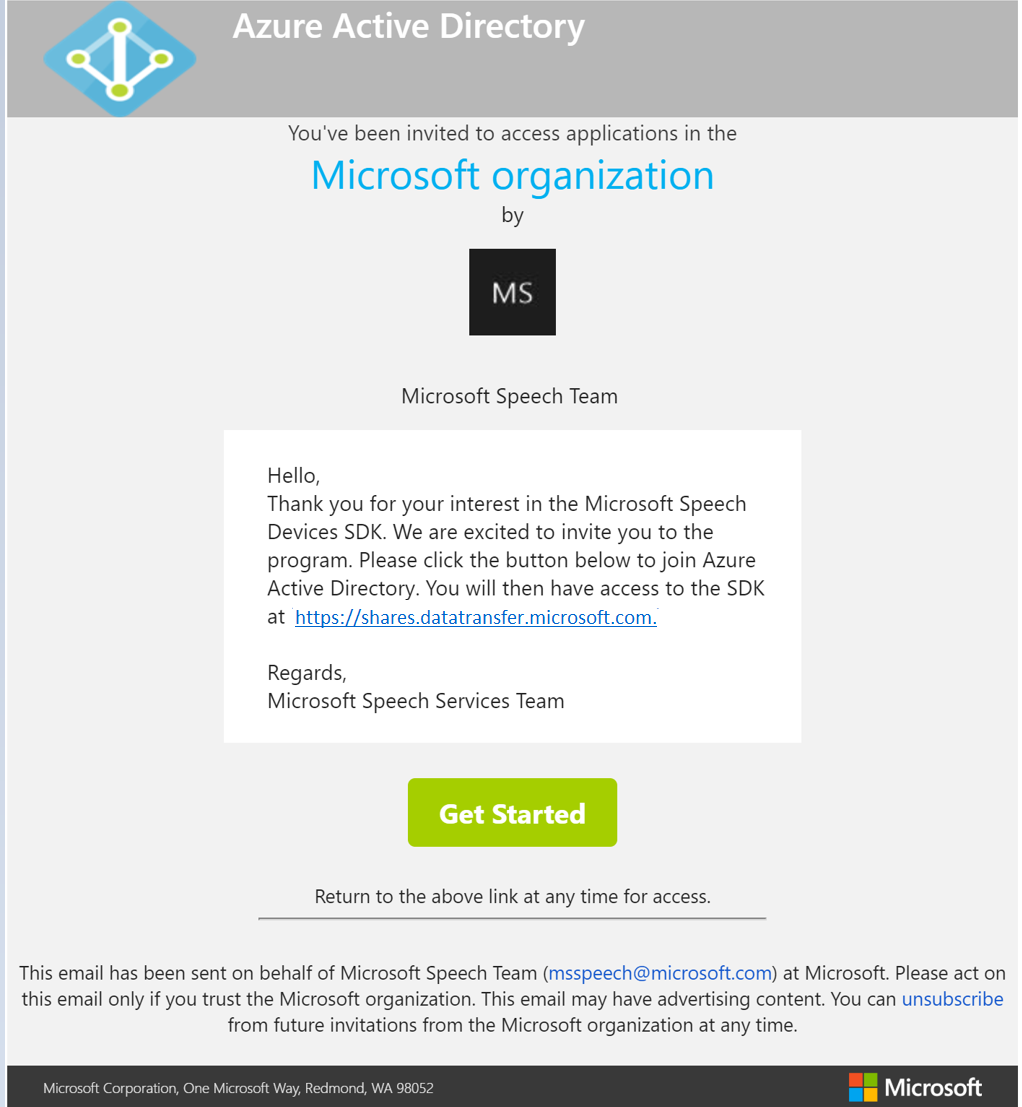 Azure Active Directory
You've been invited to access applications in the
Microsoft organization
by
MS
Microsoft Speech Team
Hello,
Thank you for your interest in the Microsoft Speech
Devices SDK. We are excited to invite you to the
program. Please click the button below to join Azure
Active Directory. You will then have access to the SDK
at https://shares.datatransfer.microsoft.com.
Regards,
Microsoft Speech Services Team
Get Started
Return to the above link at any time for access.
This email has been sent on behalf of Microsoft Speech Team (msspeech@microsoft.com) at Microsoft. Please act on
this email only if you trust the Microsoft organization. This email may have advertising content. You can unsubscribe
from future invitations from the Microsoft organization at any time.
Microsoft Corporation, One Microsoft Way, Redmond, WA 98052
Microsoft